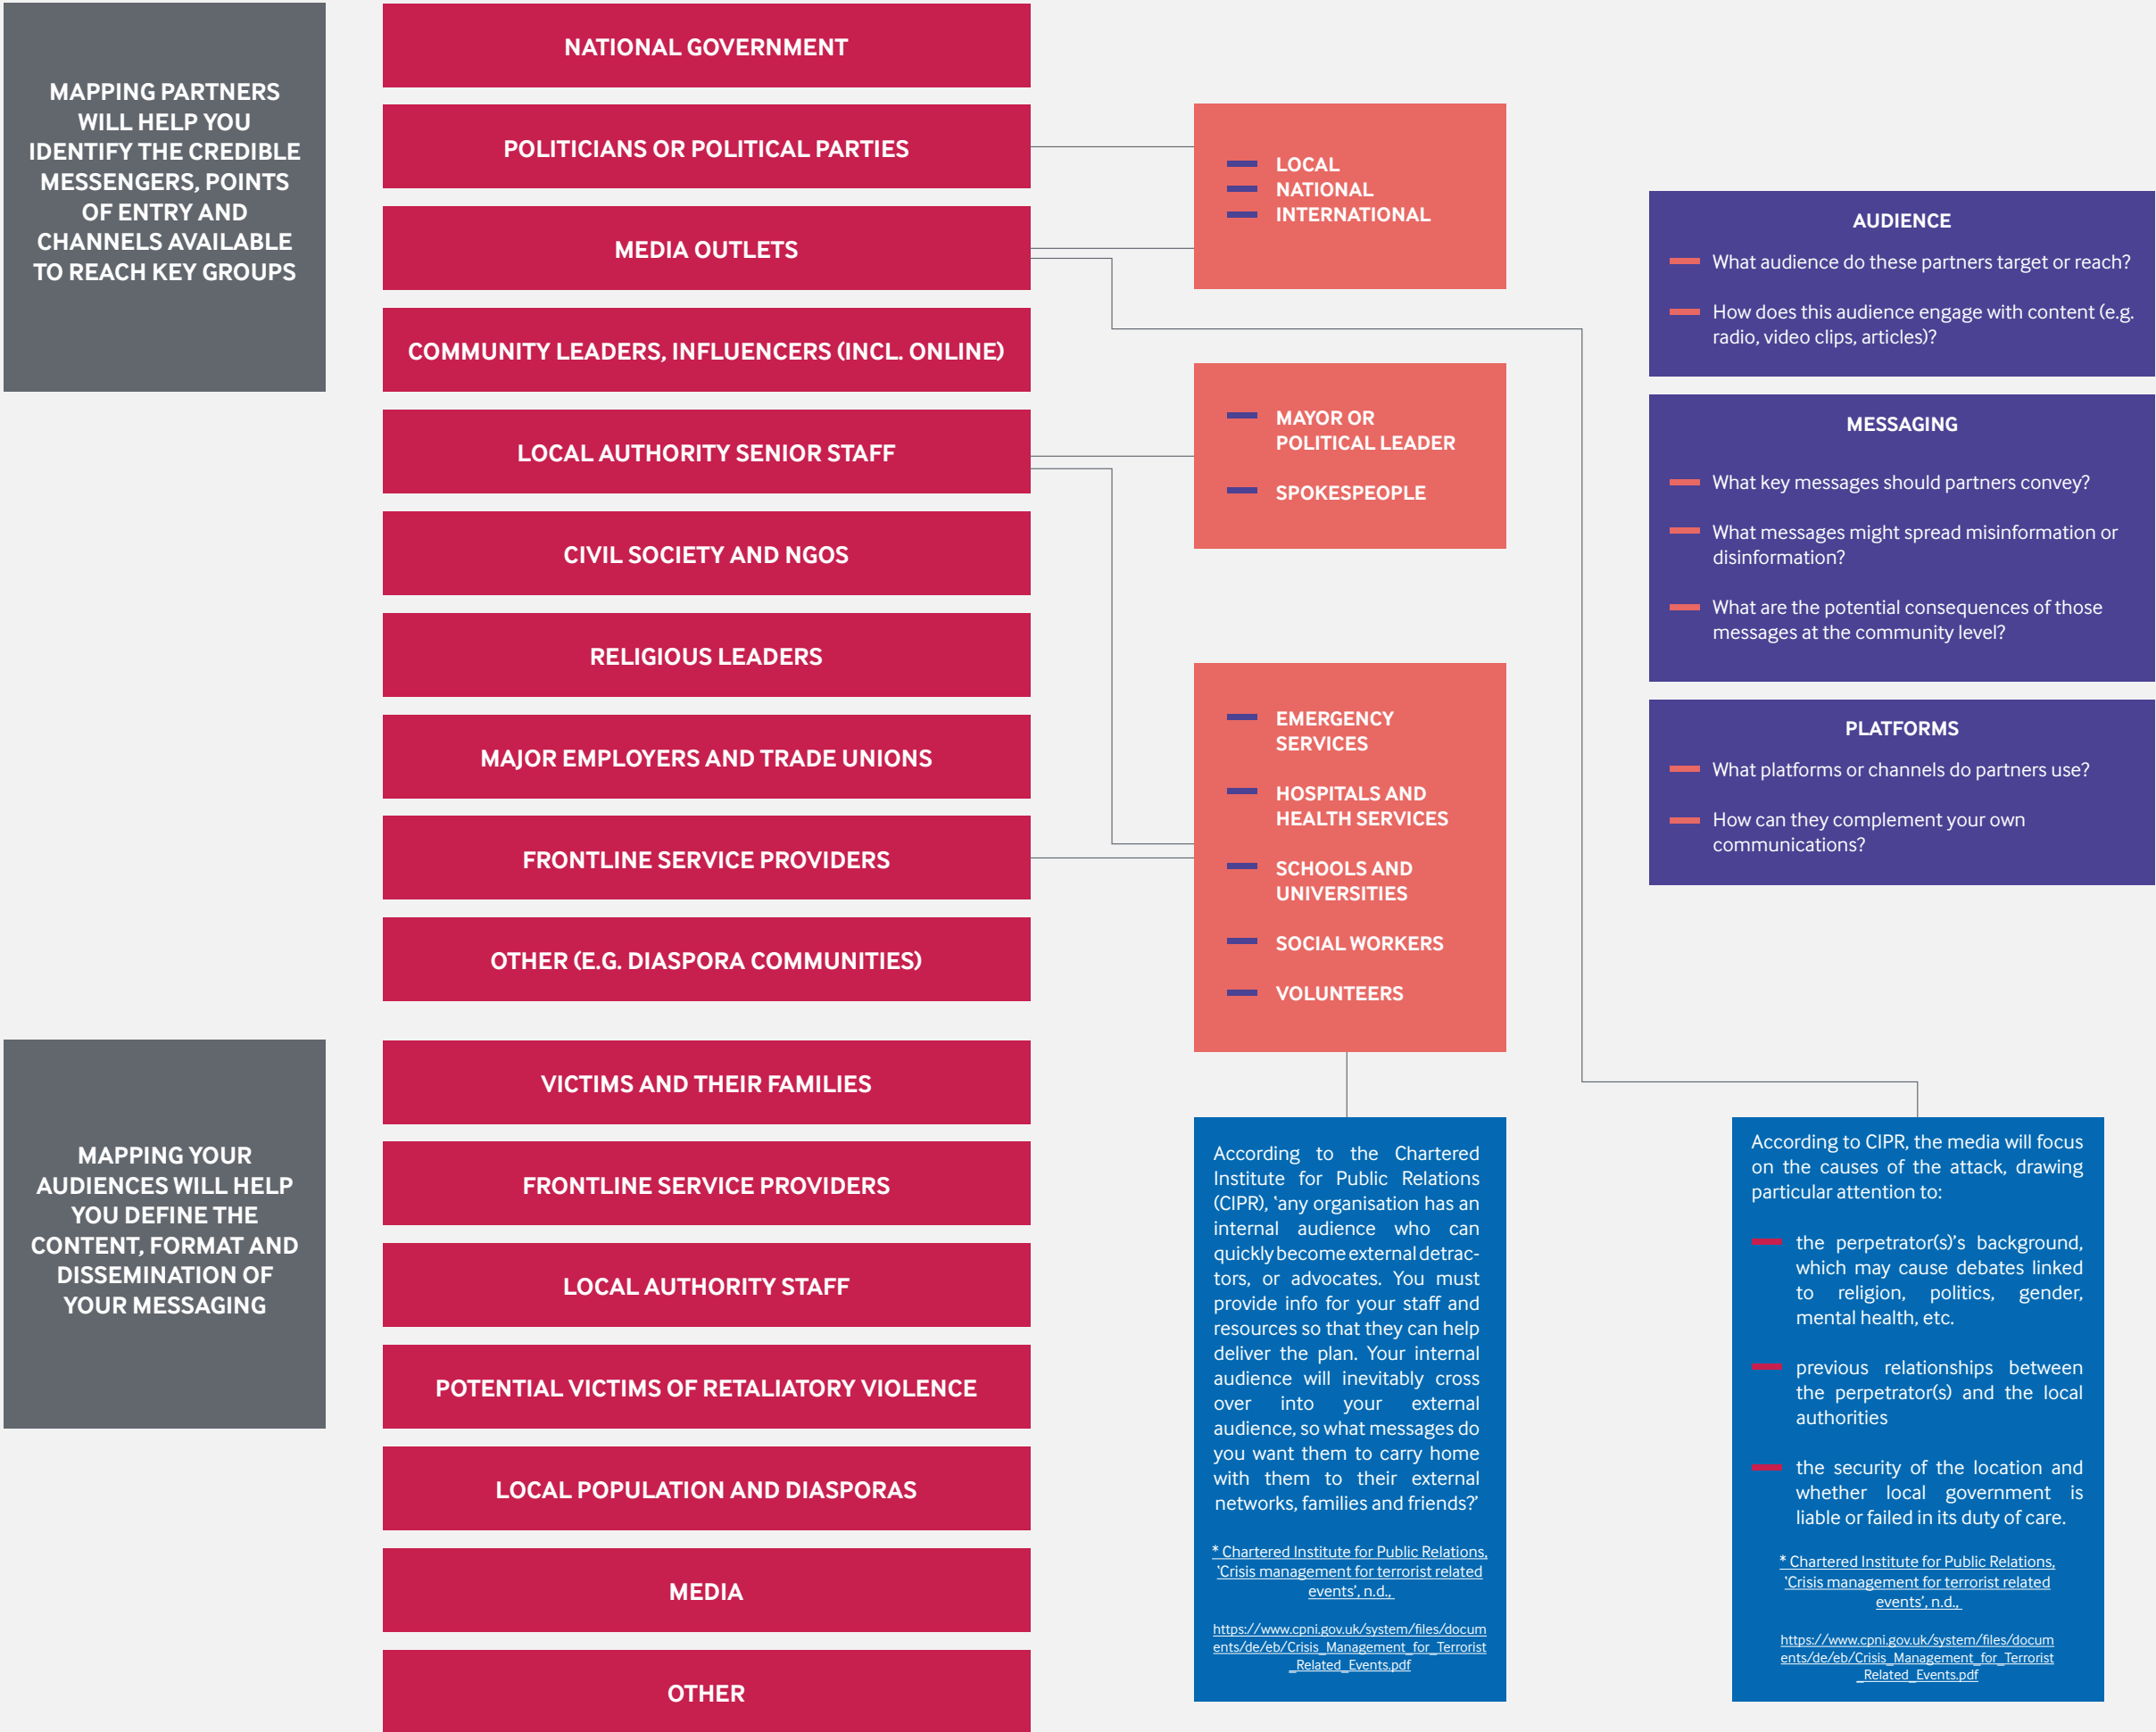 MAPPING PARTNERS
WILL HELP YOU
IDENTIFY THE CREDIBLE
MESSENGERS, POINTS
OF ENTRY AND
CHANNELS AVAILABLE
TO REACH KEY GROUPS
NATIONAL GOVERNMENT
POLITICIANS OR POLITICAL PARTIES
MEDIA OUTLETS
COMMUNITY LEADERS, INFLUENCERS (INCL. ONLINE)
LOCAL AUTHORITY SENIOR STAFF
CIVIL SOCIETY AND NGOS
RELIGIOUS LEADERS
MAJOR EMPLOYERS AND TRADE UNIONS
FRONTLINE SERVICE PROVIDERS
OTHER (E.G. DIASPORA COMMUNITIES)
LOCAL
NATIONAL
INTERNATIONAL
MAYOR OR
POLITICAL LEADER
SPOKESPEOPLE
EMERGENCY
SERVICES
HOSPITALS AND
HEALTH SERVICES
SCHOOLS AND
UNIVERSITIES
SOCIAL WORKERS
VOLUNTEERS
AUDIENCE
What audience do these partners target or reach?
How does this audience engage with content (e.g.
radio, video clips, articles)?
MESSAGING
What key messages should partners convey?
What messages might spread misinformation or
disinformation?
What are the potential consequences of those
messages at the community level?
PLATFORMS
What platforms or channels do partners use?
How can they complement your own
communications?
MAPPING YOUR
AUDIENCES WILL HELP
YOU DEFINE THE
CONTENT, FORMAT AND
DISSEMINATION OF
YOUR MESSAGING
VICTIMS AND THEIR FAMILIES
FRONTLINE SERVICE PROVIDERS
LOCAL AUTHORITY STAFF
POTENTIAL VICTIMS OF RETALIATORY VIOLENCE
LOCAL POPULATION AND DIASPORAS
MEDIA
OTHER
According to the Chartered
Institute for Public Relations
(CIPR), ‘any organisation has an
internal audience who can
quickly become external detrac-
tors, or advocates. You must
provide info for your staff and
resources so that they can help
deliver the plan. Your internal
audience will inevitably cross
over into your external
audience, so what messages do
you want them to carry home
with them to their external
networks, families and friends?’
* Chartered Institute for Public Relations,
‘Crisis management for terrorist related
events’, n.d.,
https://www.cpni.gov.uk/system/files/docum
ents/de/eb/Crisis_Management_for_Terrorist
_Related_Events.pdf
According to CIPR, the media will focus
on the causes of the attack, drawing
particular attention to:
the perpetrator(s)’s background,
which may cause debates linked
to religion, politics, gender,
mental health, etc.
previous relationships between
the perpetrator(s) and the local
authorities
the security of the location and
whether local government is
liable or failed in its duty of care.
* Chartered Institute for Public Relations,
‘Crisis management for terrorist related
events’, n.d.,
https://www.cpni.gov.uk/system/files/docum
ents/de/eb/Crisis_Management_for_Terrorist
_Related_Events.pdf